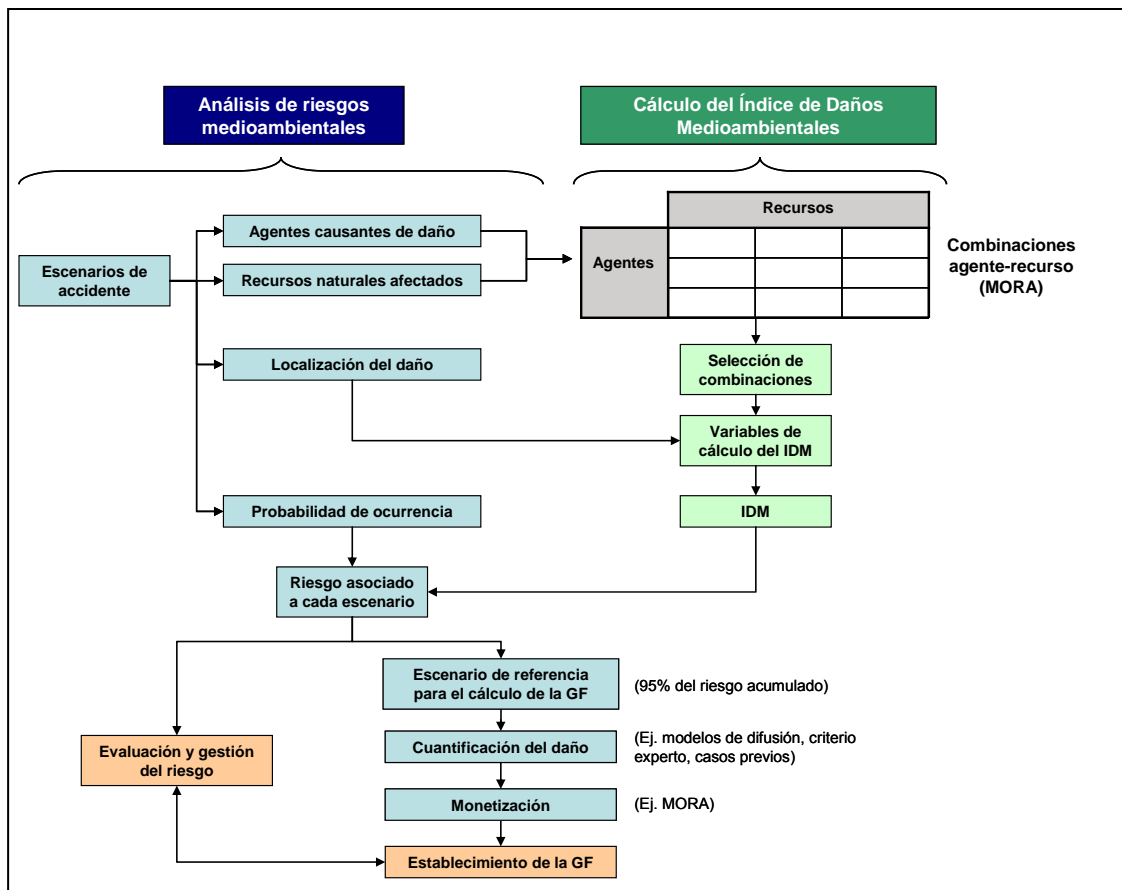 Análisis de riesgos
medioambientales
Cálculo del Índice de Daños
Medioambientales
Recursos
Agentes causantes de daño
Agentes
Combinaciones
agente-recurso
(MORA)
Escenarios de
accidente
Recursos naturales afectados
Localización del daño
Selección de
combinaciones
Variables de
cálculo del IDM
Probabilidad de ocurrencia
IDM
Riesgo asociado
a cada escenario
Escenario de referencia
para el cálculo de la GF
(95% del riesgo acumulado)
Evaluación y gestión
del riesgo
Cuantificación del daño
(Ej. modelos de difusión, criterio
experto, casos previos)
Monetización
(Ej. MORA)
Establecimiento de la GF